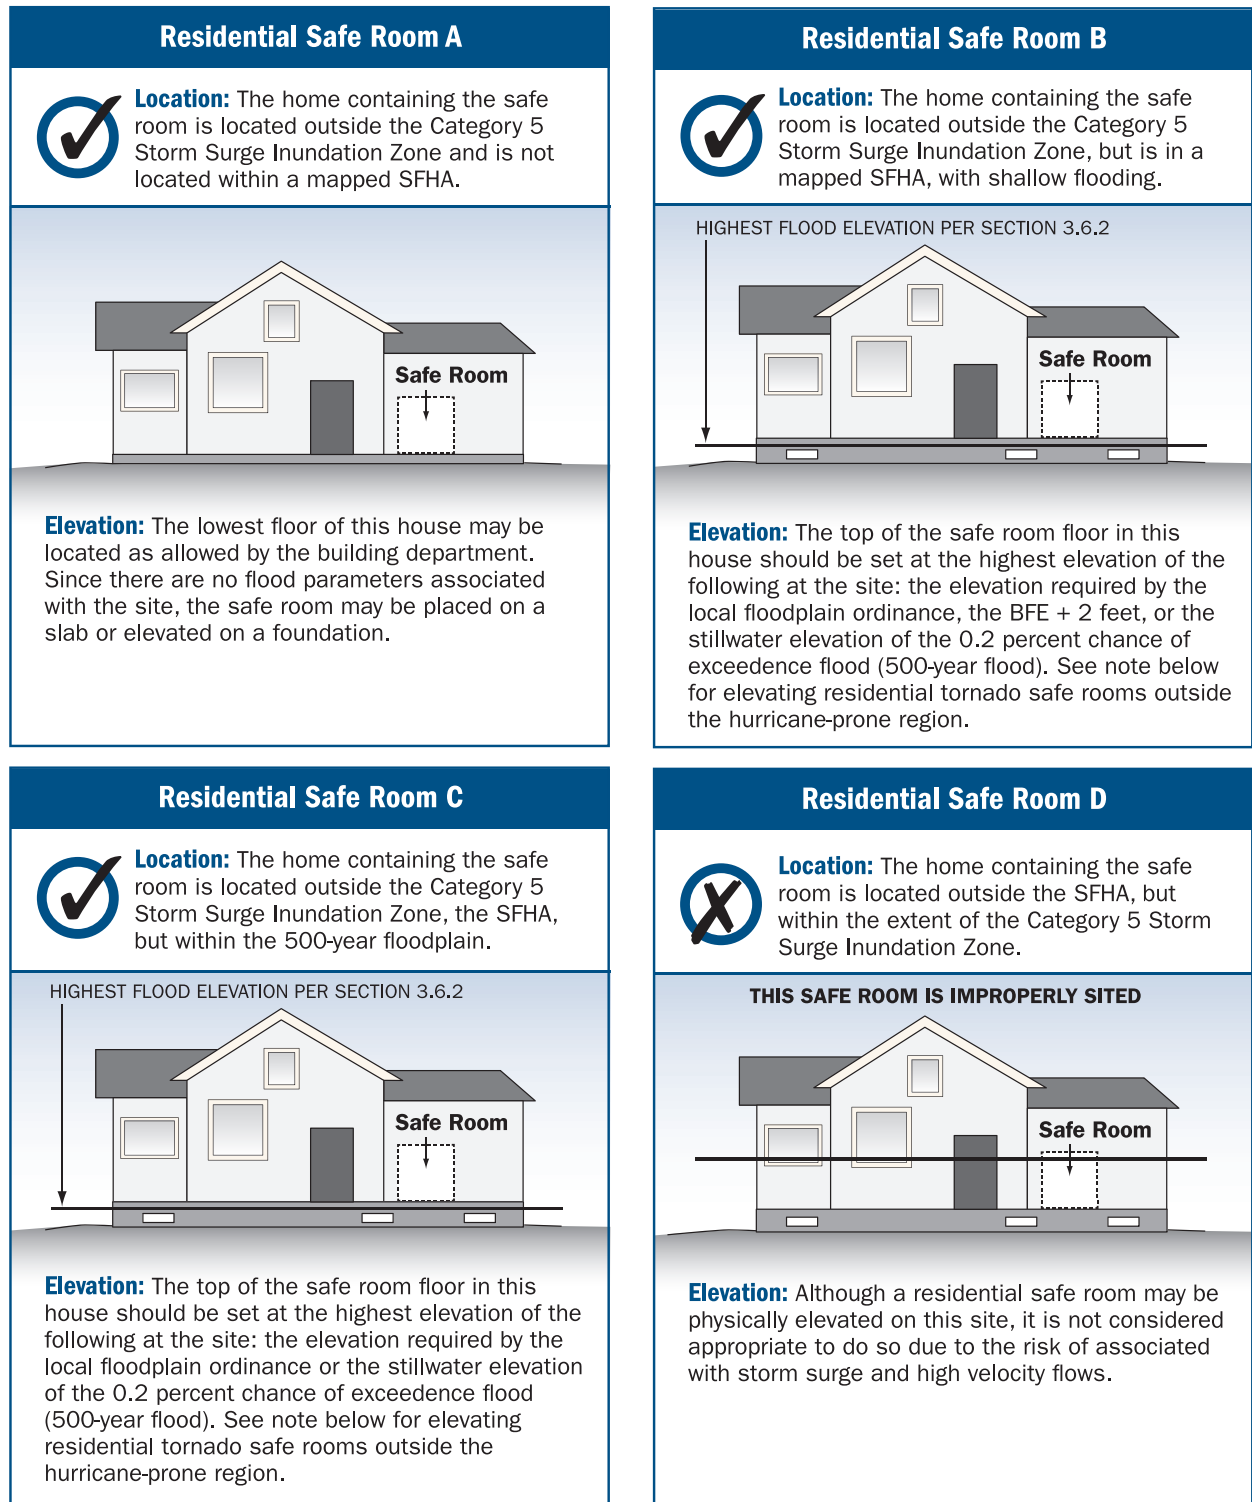 Residential Safe Room A
Location: The home containing the safe
room is located outside the Category 5
Storm Surge Inundation Zone and is not
located within a mapped SFHA.
Safe Room
Elevation: The lowest floor of this house may be
located as allowed by the building department.
Since there are no flood parameters associated
with the site, the safe room may be placed on a
slab or elevated on a foundation.
Residential Safe Room B
Location: The home containing the safe
room is located outside the Category 5
Storm Surge Inundation Zone, but is in a
mapped SFHA, with shallow flooding.
HIGHEST FLOOD ELEVATION PER SECTION 3.6.2
Safe Room
Elevation: The top of the safe room floor in this
house should be set at the highest elevation of the
following at the site: the elevation required by the
local floodplain ordinance, the BFE + 2 feet, or the
stillwater elevation of the 0.2 percent chance of
exceedence flood (500-year flood). See note below
for elevating residential tornado safe rooms outside
the hurricane-prone region.
Residential Safe Room C
Location: The home containing the safe
room is located outside the Category 5
Storm Surge Inundation Zone, the SFHA,
but within the 500-year floodplain.
HIGHEST FLOOD ELEVATION PER SECTION 3.6.2
Safe Room
Elevation: The top of the safe room floor in this
house should be set at the highest elevation of the
following at the site: the elevation required by the
local floodplain ordinance or the stillwater elevation
of the 0.2 percent chance of exceedence flood
(500-year flood). See note below for elevating
residential tornado safe rooms outside the
hurricane-prone region.
Residential Safe Room D
Location: The home containing the safe
room is located outside the SFHA, but
within the extent of the Category 5 Storm
Surge Inundation Zone.
THIS SAFE ROOM IS IMPROPERLY SITED
Safe Room
Elevation: Although a residential safe room may be
physically elevated on this site, it is not considered
appropriate to do so due to the risk of associated
with storm surge and high velocity flows.